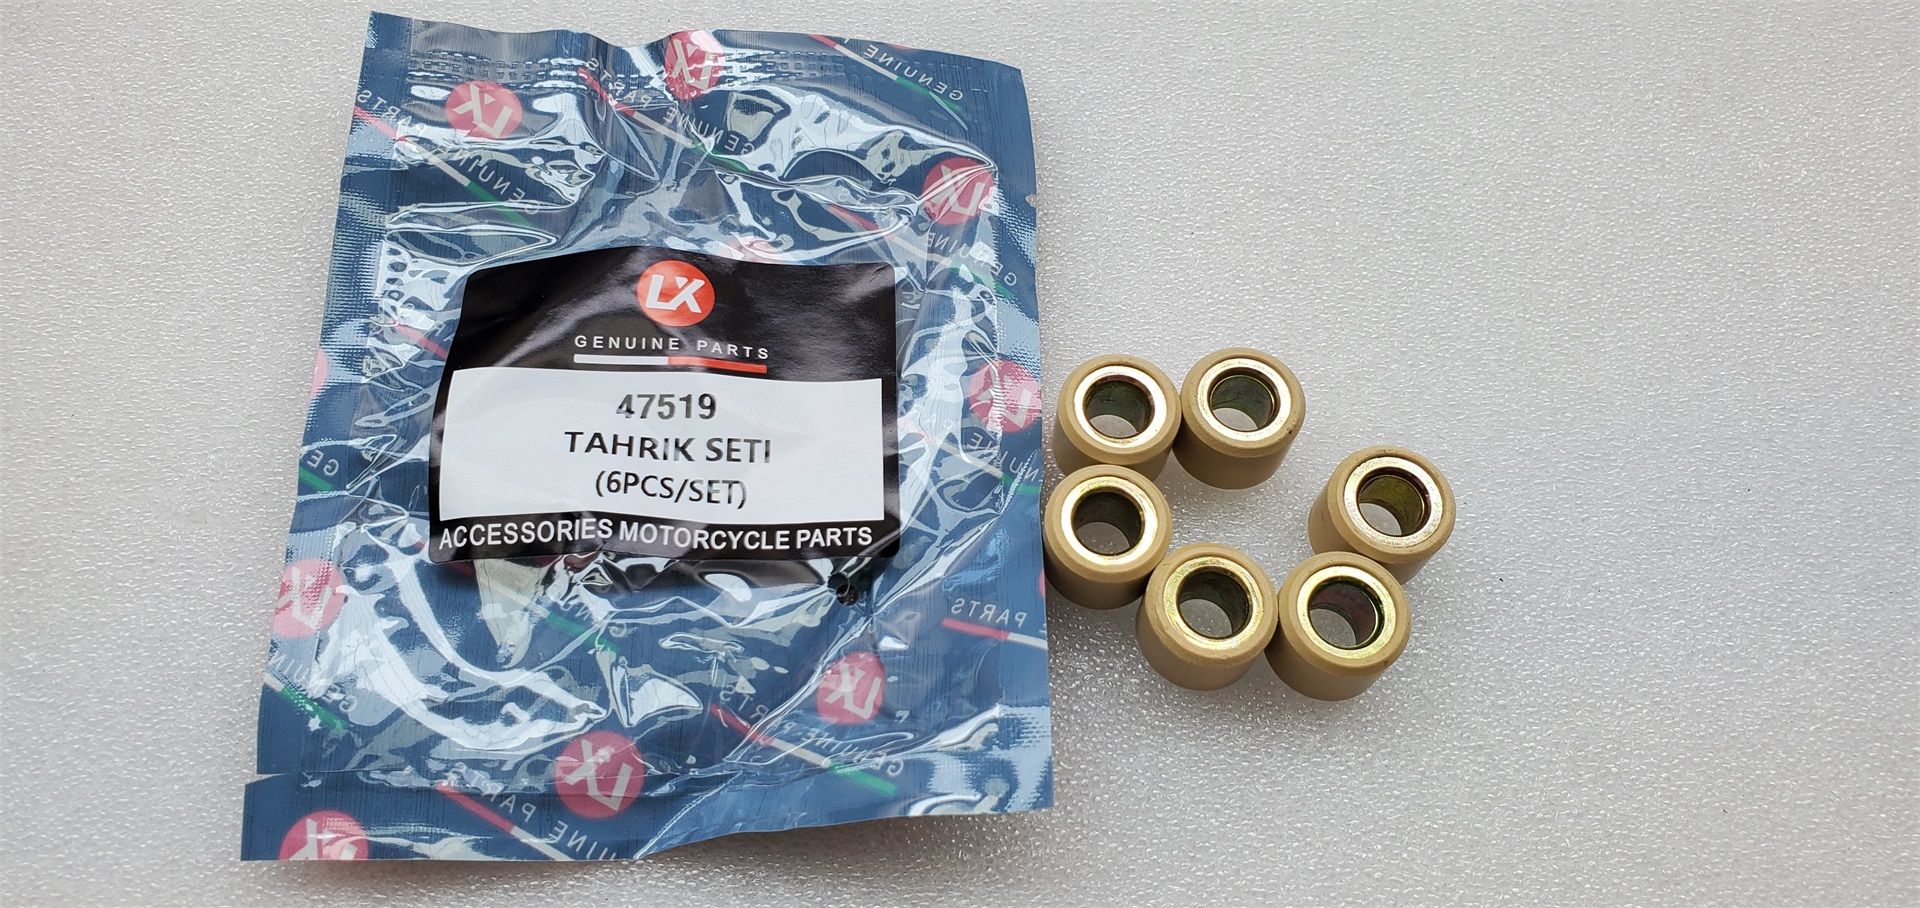 LX
GENUINE PARTS
47519
TAHRIK SETI
(6PCS/SET)
ACCESSORIES MOTORCYCLE PARTS